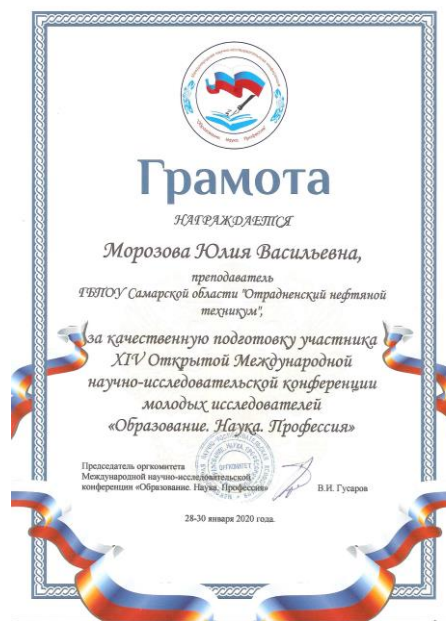 Грамота
НАГРАЖДАЕТСЯ
Морозова Юлия Васильевна,
преподаватель
ГБПОУ Самарской области "Отрадненский нефтяной
техникум",
за качественную подготовку участника
XIV Открытой Международной
научно-исследовательской конференции
молодых исследователей
«Образование. Наука. Профессия»
Председатель оргкомитета
Международной научно-исследовательской
конференции «Образование. Наука. Профессия»
В.И. Гусаров
ОРГКОМИТЕТ
28-30 января 2020 года.